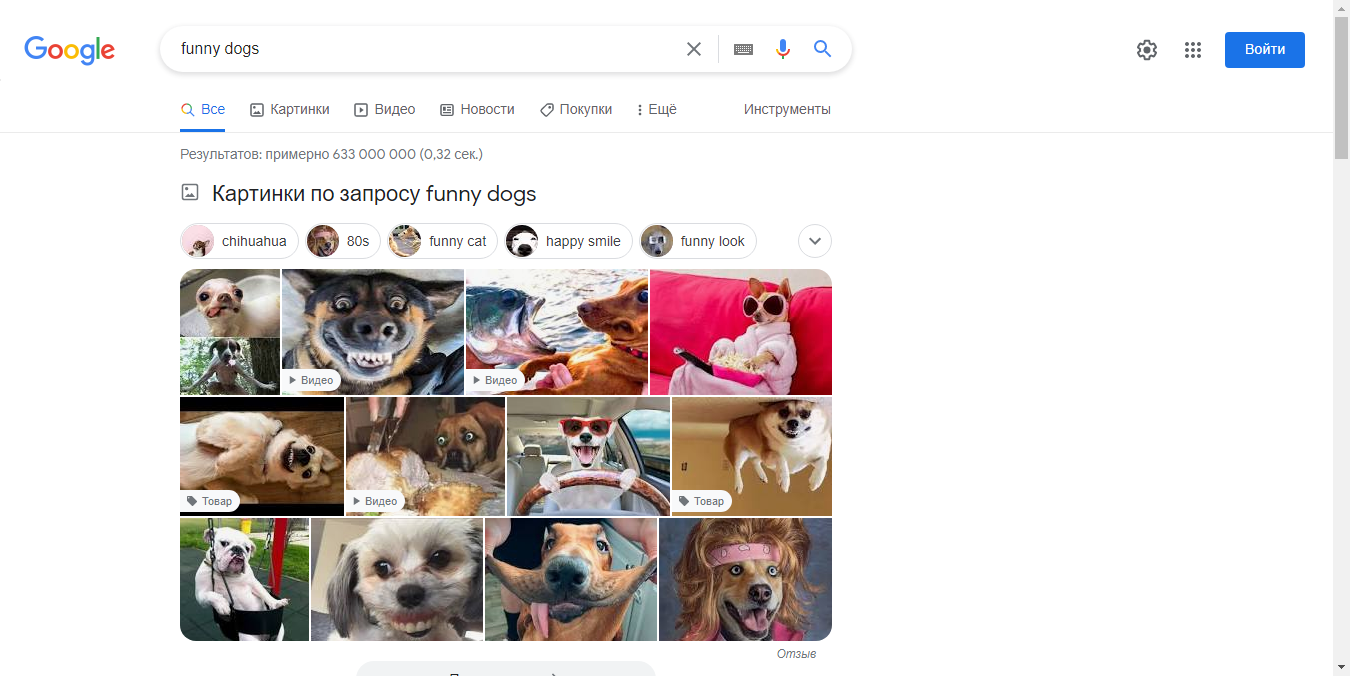 Google
funny dogs
Войти
Все
Картинки
Видео
Новости
Покупки
Ещё
Инструменты
Результатов: примерно 633 000 000 (0,32 сек.)
Картинки по запросу funny dogs
chihuahua
80s
funny cat
happy smile
funny look
Видео
Видео
Товар
Видео
Товар
Отзыв